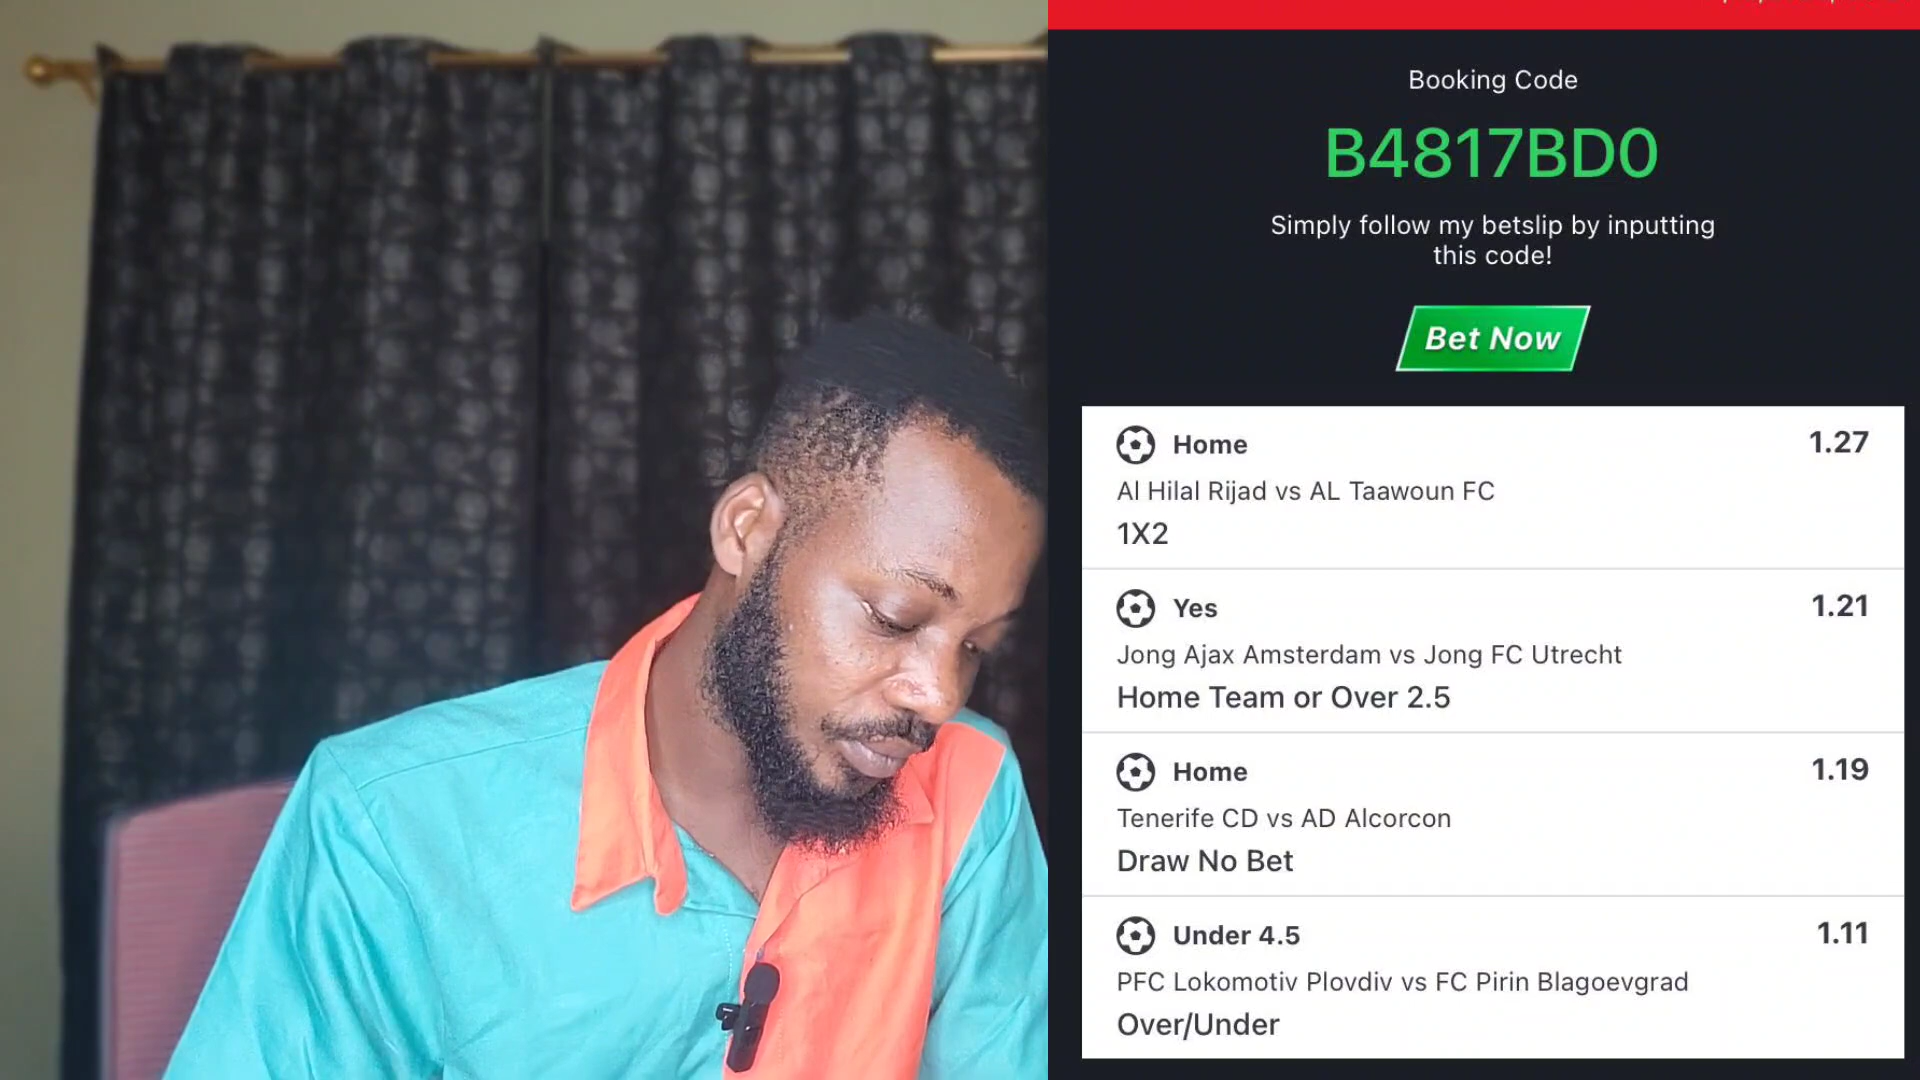 Booking Code
B4817BD0
Simply follow my betslip by inputting
this code!
Bet Now
Home 1.27
Al Hilal Rijad vs AL Taawoun FC
1X2
Yes 1.21
Jong Ajax Amsterdam vs Jong FC Utrecht
Home Team or Over 2.5
Home 1.19
Tenerife CD vs AD Alcorcon
Draw No Bet
Under 4.5 1.11
PFC Lokomotiv Plovdiv vs FC Pirin Blagoevgrad
Over/Under